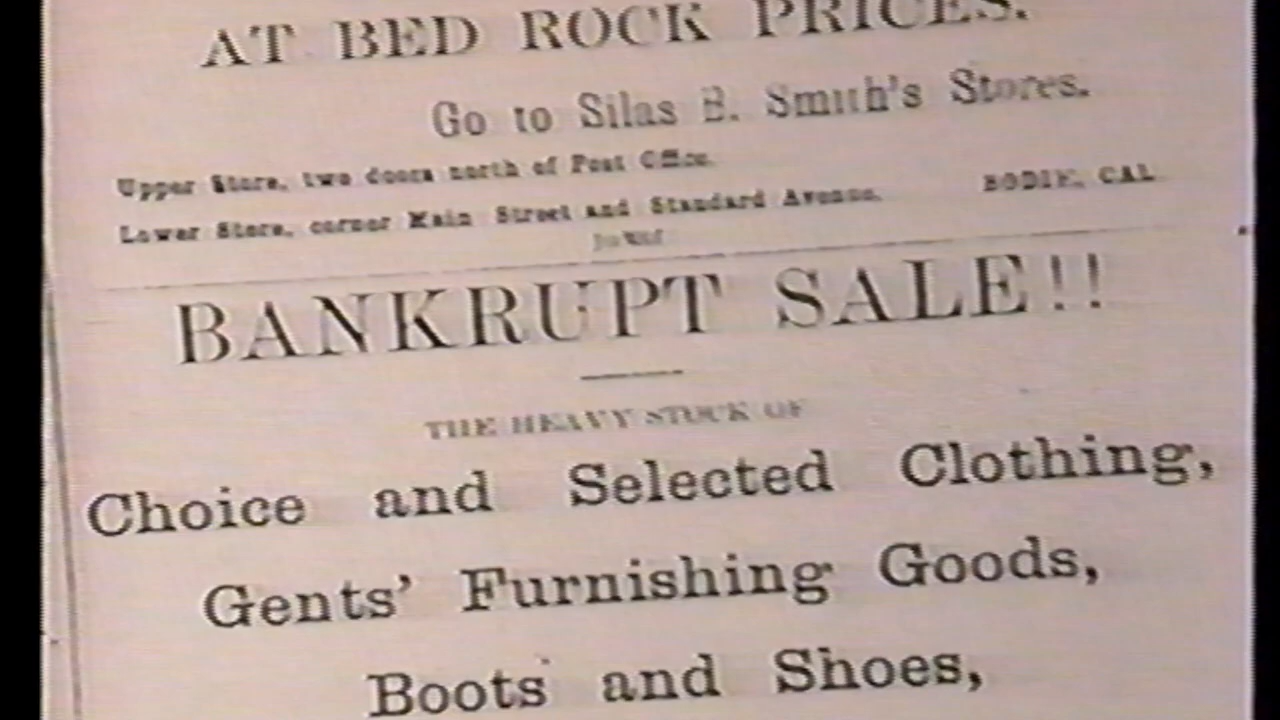 AT BED ROCK PRICES.
Go to Silas B. Smith's Stores.
Upper Store, two doors north of Post Office.
Lower Store, corner Main Street and Standard Avenue.
BODIE, CAL
BANKRUPT SALE!!
THE HEAVY STOCK OF
Choice and Selected Clothing,
Gents' Furnishing Goods,
Boots and Shoes,